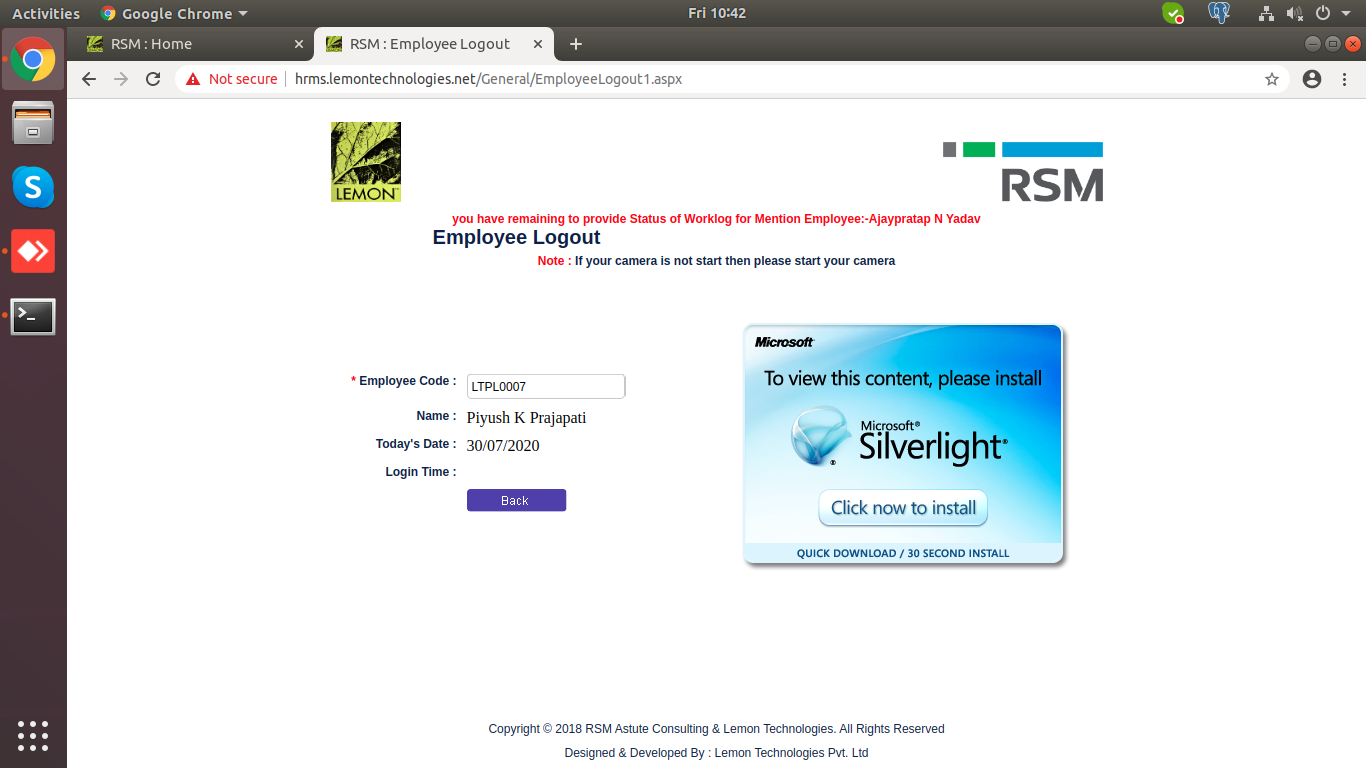 Activities Google Chrome Fri 10:42
RSM : Home RSM : Employee Logout
Not secure hrms.lemontechnologies.net/General/EmployeeLogout1.aspx
LEMON™
RSM
you have remaining to provide Status of Worklog for Mention Employee:-Ajaypratap N Yadav
Employee Logout
Note : If your camera is not start then please start your camera
Microsoft
To view this content, please install
Microsoft®
Silverlight®
Click now to install
QUICK DOWNLOAD / 30 SECOND INSTALL
* Employee Code : LTPL0007
Name : Piyush K Prajapati
Today's Date : 30/07/2020
Login Time :
Back
Copyright © 2018 RSM Astute Consulting & Lemon Technologies. All Rights Reserved
Designed & Developed By : Lemon Technologies Pvt. Ltd